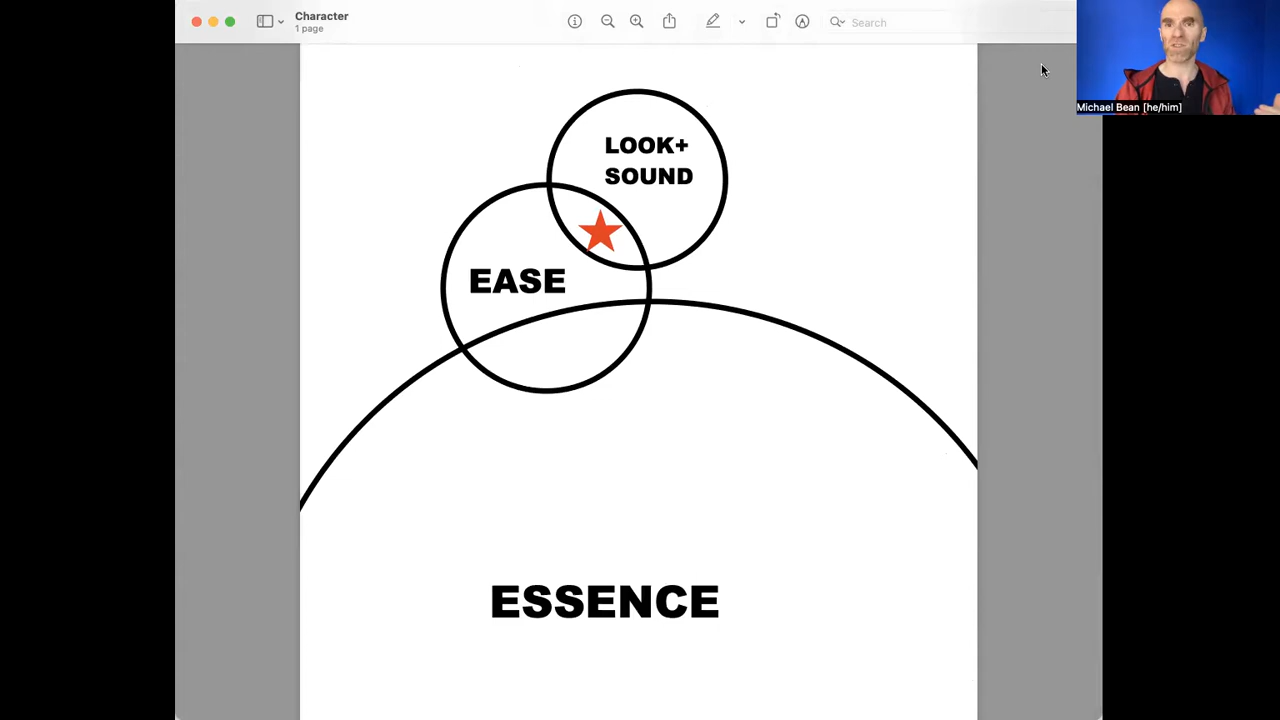 Character
1 page
Search
Michael Bean [he/him]
LOOK+
SOUND
EASE
ESSENCE